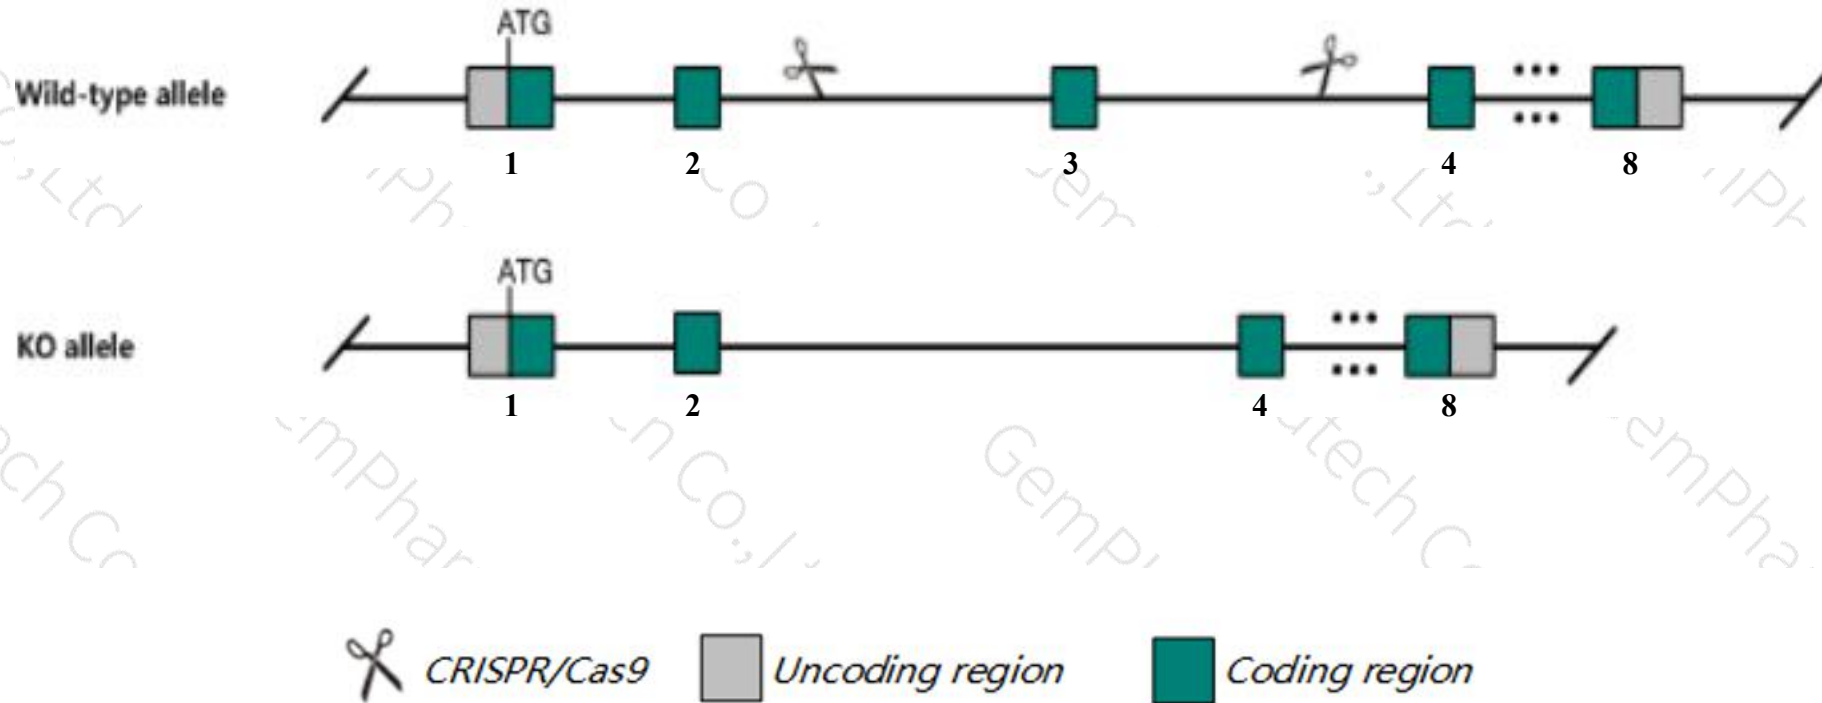 ATG
Wild-type allele
1 2 3 4 8
ATG
KO allele
1 2 4 8
CRISPR/Cas9 Uncoding region Coding region
GemPh